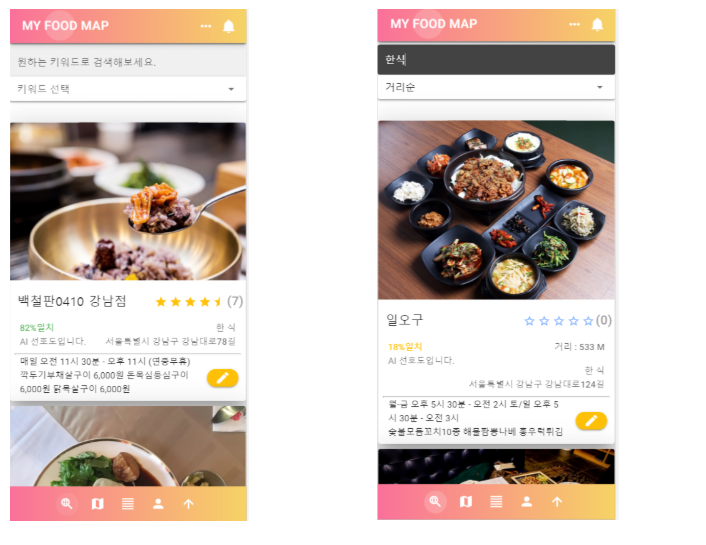 MY FOOD MAP
원하는 키워드로 검색해보세요.
키워드 선택
백철판0410 강남점
(7)
82%일치
한식
AI 선호도입니다.
서울특별시 강남구 강남대로78길
매일 오전 11시 30분 - 오후 11시 (연중무휴)
깍두기부채살구이 6,000원 돈목심등심구이
6,000원 닭목살구이 6,000원
MY FOOD MAP
한식
거리순
일오구
(0)
18%일치
거리 : 533 M
AI 선호도입니다.
한식
서울특별시 강남구 강남대로124길
월-금 오후 5시 30분 - 오전 2시 토/일 오후 5
시 30분 - 오전 3시
숯불모듬꼬치10종 해물짬뽕나베 통우럭튀김